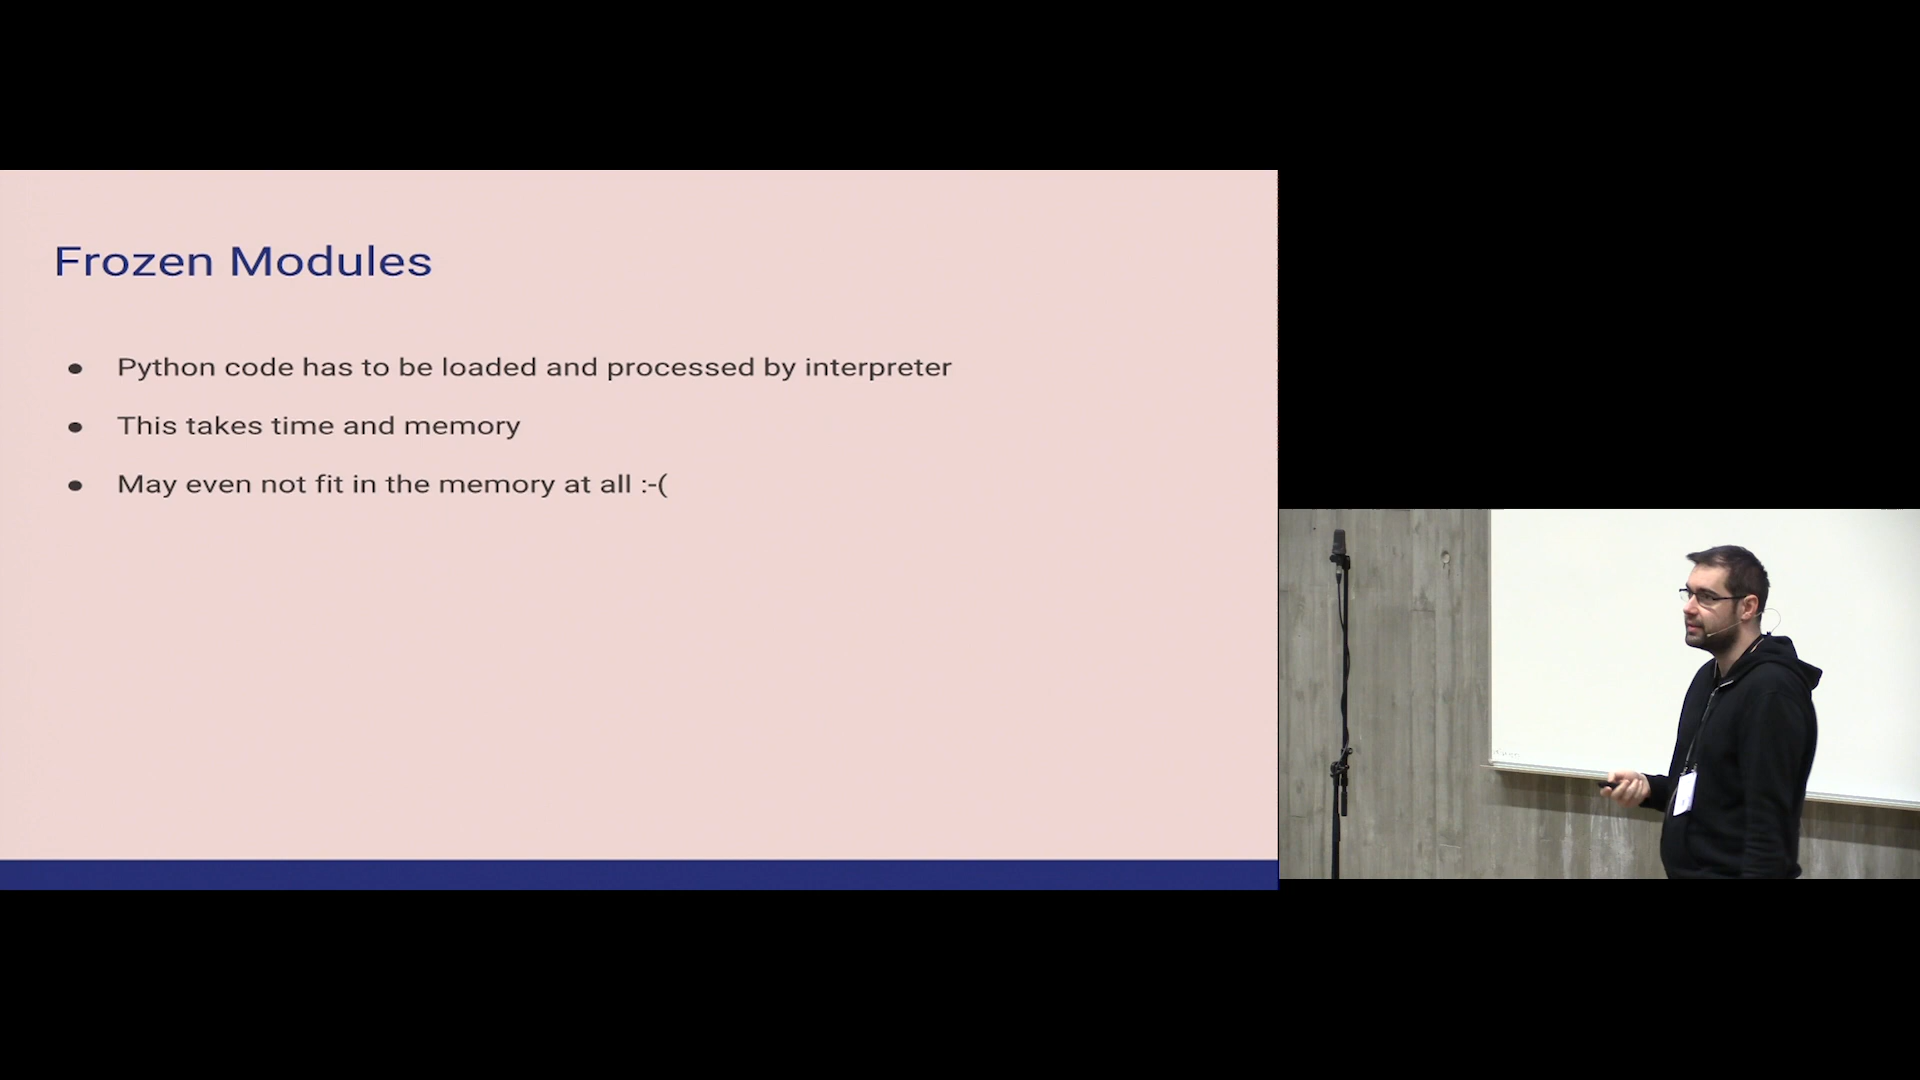 Frozen Modules
● Python code has to be loaded and processed by interpreter
● This takes time and memory
● May even not fit in the memory at all :-(